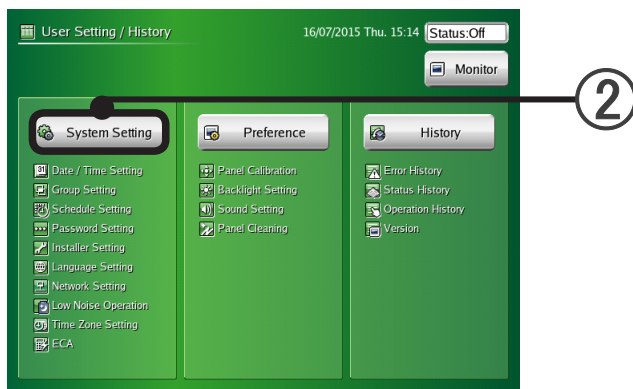 User Setting / History
16/07/2015 Thu. 15:14
Status:Off
Monitor
2
System Setting
Date / Time Setting
Group Setting
Schedule Setting
Password Setting
Installer Setting
Language Setting
Network Setting
Low Noise Operation
Time Zone Setting
ECA
Preference
Panel Calibration
Backlight Setting
Sound Setting
Panel Cleaning
History
Error History
Status History
Operation History
Version